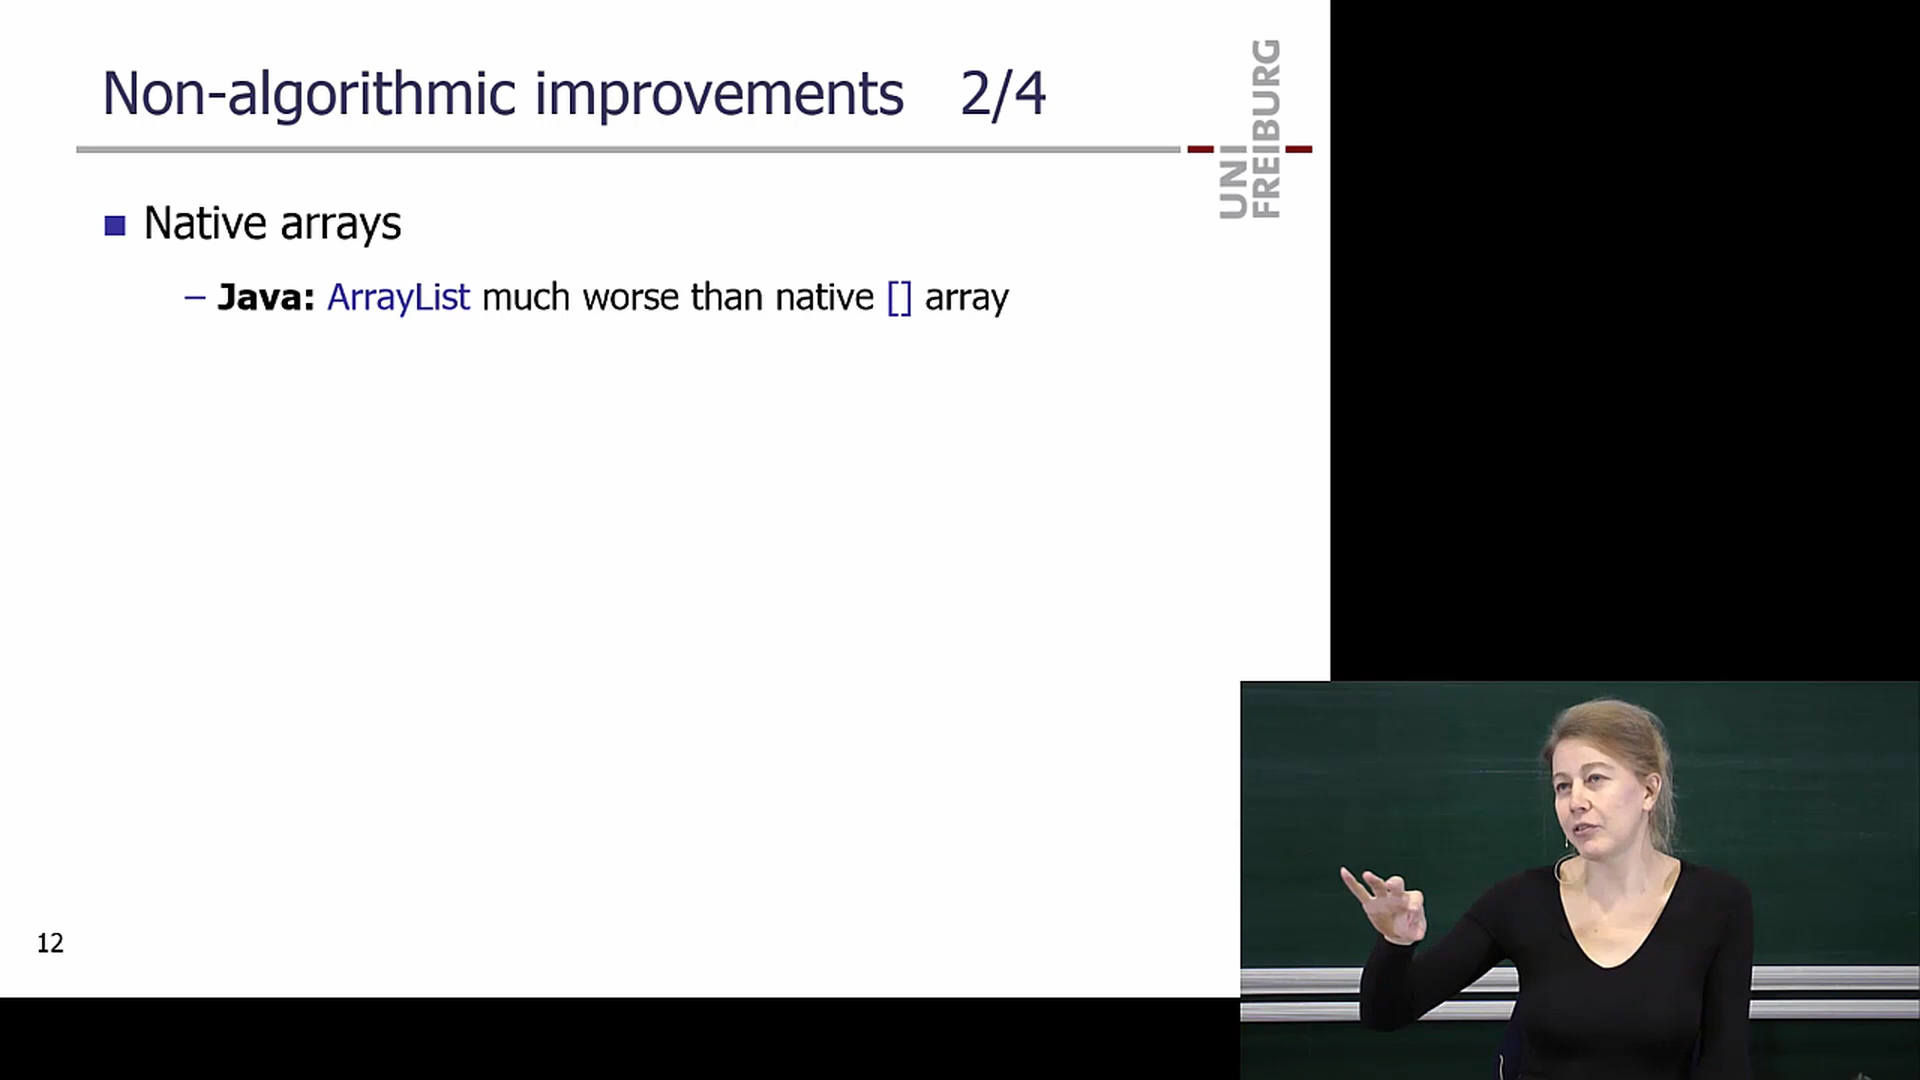 Non-algorithmic improvements 2/4
UNI
FREIBURG
■ Native arrays
– Java: ArrayList much worse than native [] array
12